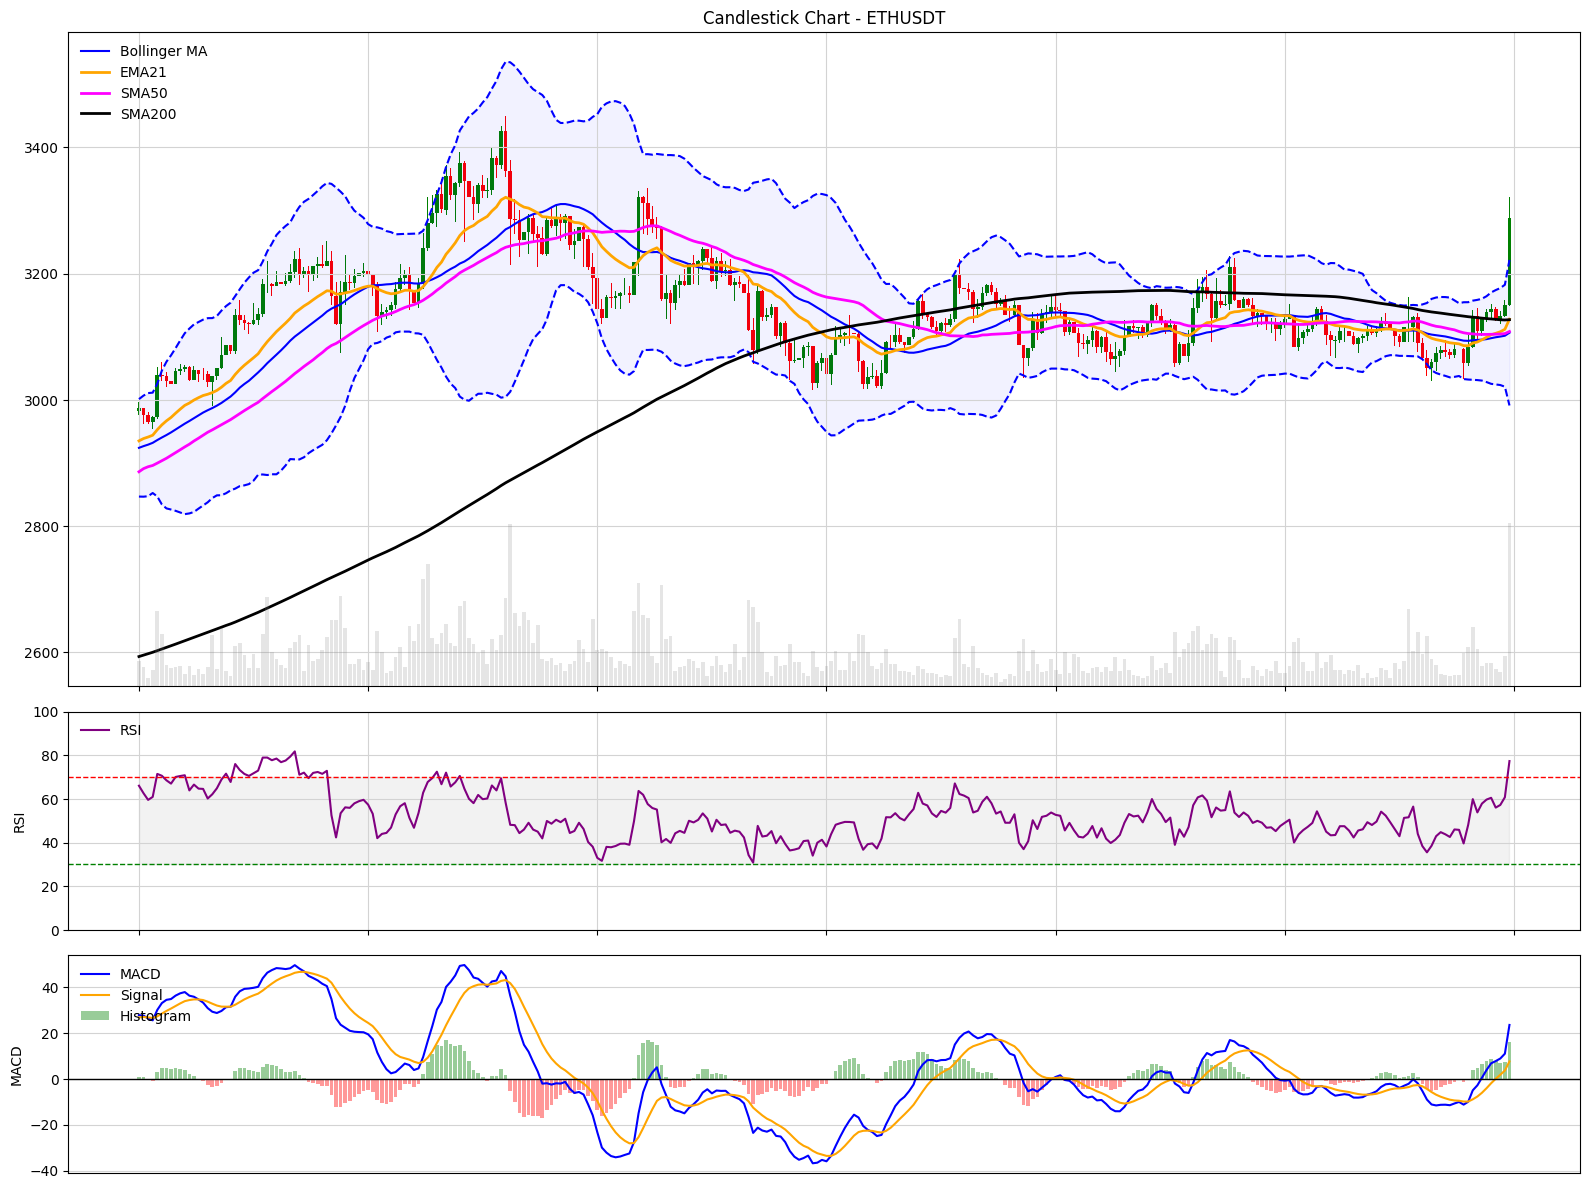 Candlestick Chart - ETHUSDT
Bollinger MA
EMA21
SMA50
SMA200
3400
3200
3000
2800
2600
100
80
60
40
20
0
RSI
RSI
40
20
0
−20
−40
MACD
MACD
Signal
Histogram